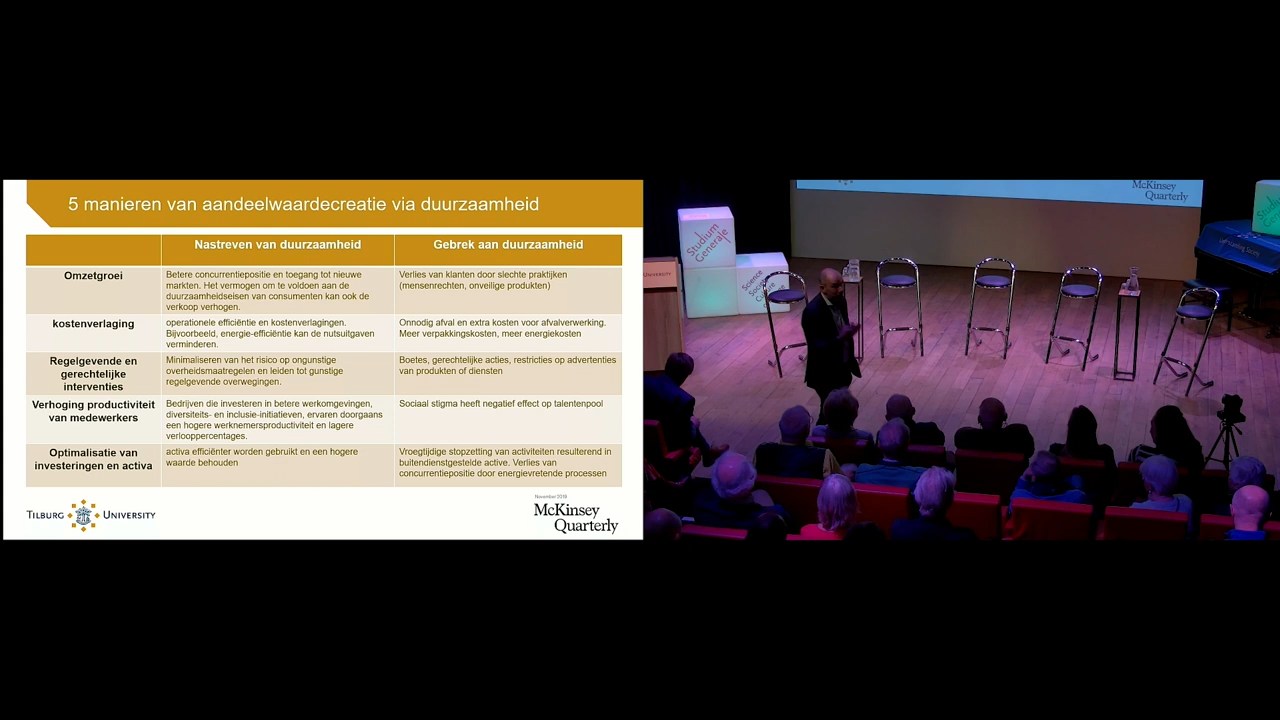 5 manieren van aandeelwaardecreatie via duurzaamheid
Nastreven van duurzaamheid
Gebrek aan duurzaamheid
Omzetgroei
Betere concurrentiepositie en toegang tot nieuwe
markten. Het vermogen om te voldoen aan de
duurzaamheidseisen van consumenten kan ook de
verkoop verhogen.
Verlies van klanten door slechte praktijken
(mensenrechten, onveilige produkten)
kostenverlaging
operationele efficiëntie en kostenverlagingen.
Bijvoorbeeld, energie-efficiëntie kan de nutsuitgaven
verminderen.
Onnodig afval en extra kosten voor afvalverwerking.
Meer verpakkingskosten, meer energiekosten
Regelgevende en
gerechtelijke
interventies
Minimaliseren van het risico op ongunstige
overheidsmaatregelen en leiden tot gunstige
regelgevende overwegingen.
Boetes, gerechtelijke acties, restricties op advertenties
van produkten of diensten
Verhoging productiviteit
van medewerkers
Bedrijven die investeren in betere werkomgevingen,
diversiteits- en inclusie-initiatieven, ervaren doorgaans
een hogere werknemersproductiviteit en lagere
verlooppercentages.
Sociaal stigma heeft negatief effect op talentenpool
Optimalisatie van
investeringen en activa
activa efficiënter worden gebruikt en een hogere
waarde behouden
Vroegtijdige stopzetting van activiteiten resulterend in
buitendienstgestelde active. Verlies van
concurrentiepositie door energievretende processen
TILBURG UNIVERSITY
November 2019
McKinsey
Quarterly
McKinsey
Quarterly
Studium
Generale
Science
UNIVERSITY